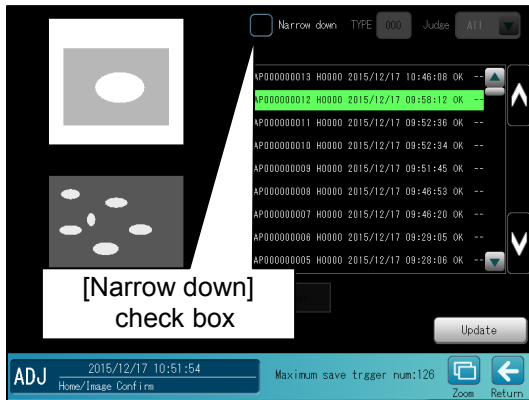 Narrow down TYPE 000 Judge All
AP000000013 H0000 2015/12/17 10:46:08 OK --
AP000000012 H0000 2015/12/17 09:58:12 OK --
AP000000011 H0000 2015/12/17 09:52:36 OK --
AP000000010 H0000 2015/12/17 09:52:34 OK --
AP000000009 H0000 2015/12/17 09:51:45 OK --
AP000000008 H0000 2015/12/17 09:46:53 OK --
AP000000007 H0000 2015/12/17 09:46:20 OK --
AP000000006 H0000 2015/12/17 09:29:05 OK --
AP000000005 H0000 2015/12/17 09:28:06 OK --
[Narrow down]
check box
Update
ADJ
2015/12/17 10:51:54
Home/Image Confirm
Maximum save trgger num:126
Zoom
Return